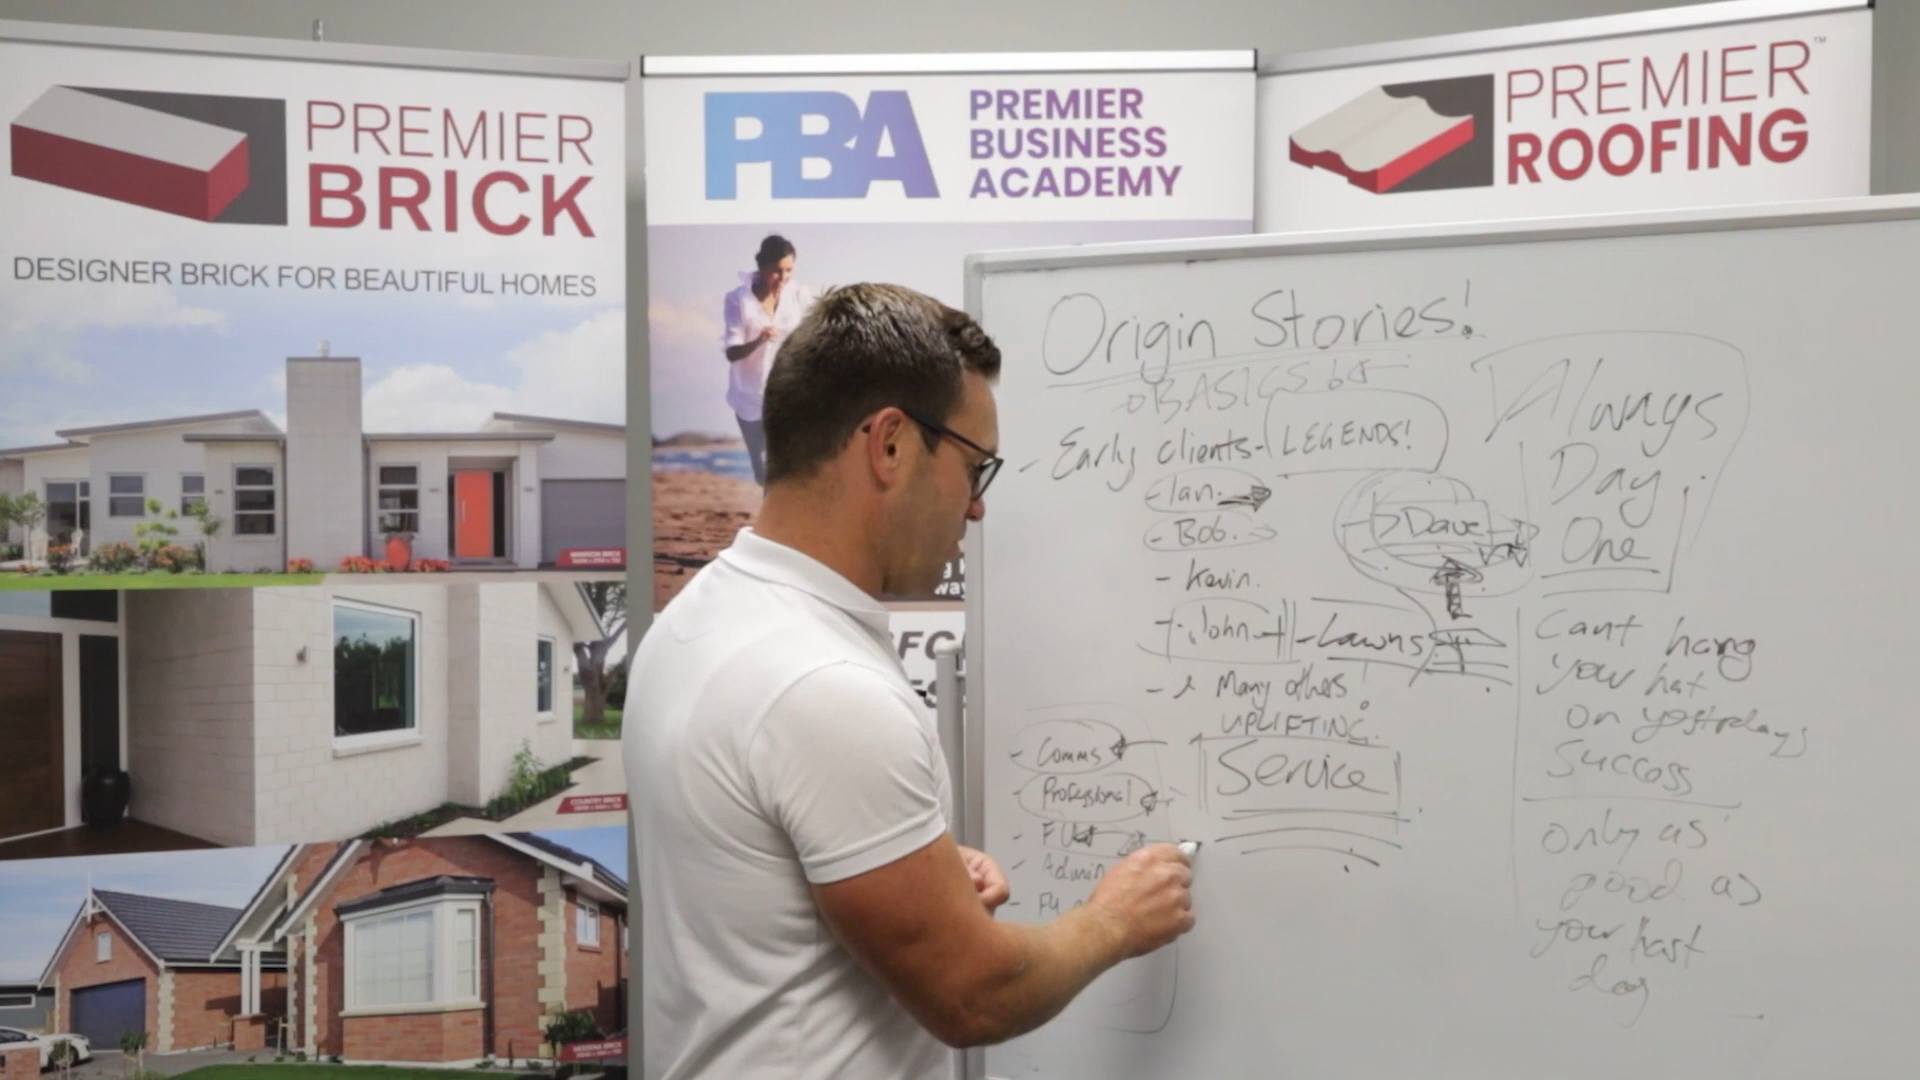 PREMIER
BRICK
DESIGNER BRICK FOR BEAUTIFUL HOMES
PBA
PREMIER
BUSINESS
ACADEMY
PREMIER
ROOFING
TM
Origin Stories!
BASICS
- Early clients - LEGENDS!
- Ian.
- Bob.
- Kevin.
- John - Lawns
- Many others!
UPLIFTING.
Service
Dave
- Comms
- Professional
- Admin
Always
Day
One
Cant hang
your hat
on yesterdays
success
only as
good as
your last
day